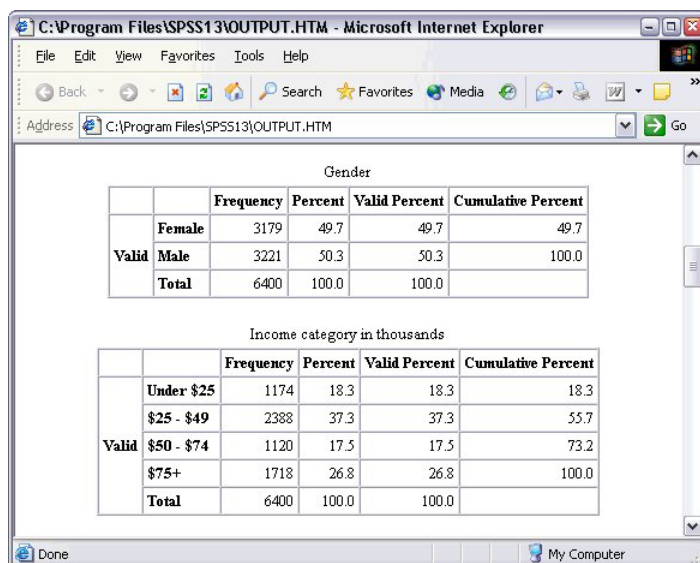 C:\Program Files\SPSS13\OUTPUT.HTM - Microsoft Internet Explorer
File Edit View Favorites Tools Help
Back Search Favorites Media W »
Address C:\Program Files\SPSS13\OUTPUT.HTM Go
Gender
Frequency Percent Valid Percent Cumulative Percent
Female 3179 49.7 49.7 49.7
Valid Male 3221 50.3 50.3 100.0
Total 6400 100.0 100.0
Income category in thousands
Frequency Percent Valid Percent Cumulative Percent
Under $25 1174 18.3 18.3 18.3
$25 - $49 2388 37.3 37.3 55.7
Valid $50 - $74 1120 17.5 17.5 73.2
$75+ 1718 26.8 26.8 100.0
Total 6400 100.0 100.0
Done My Computer